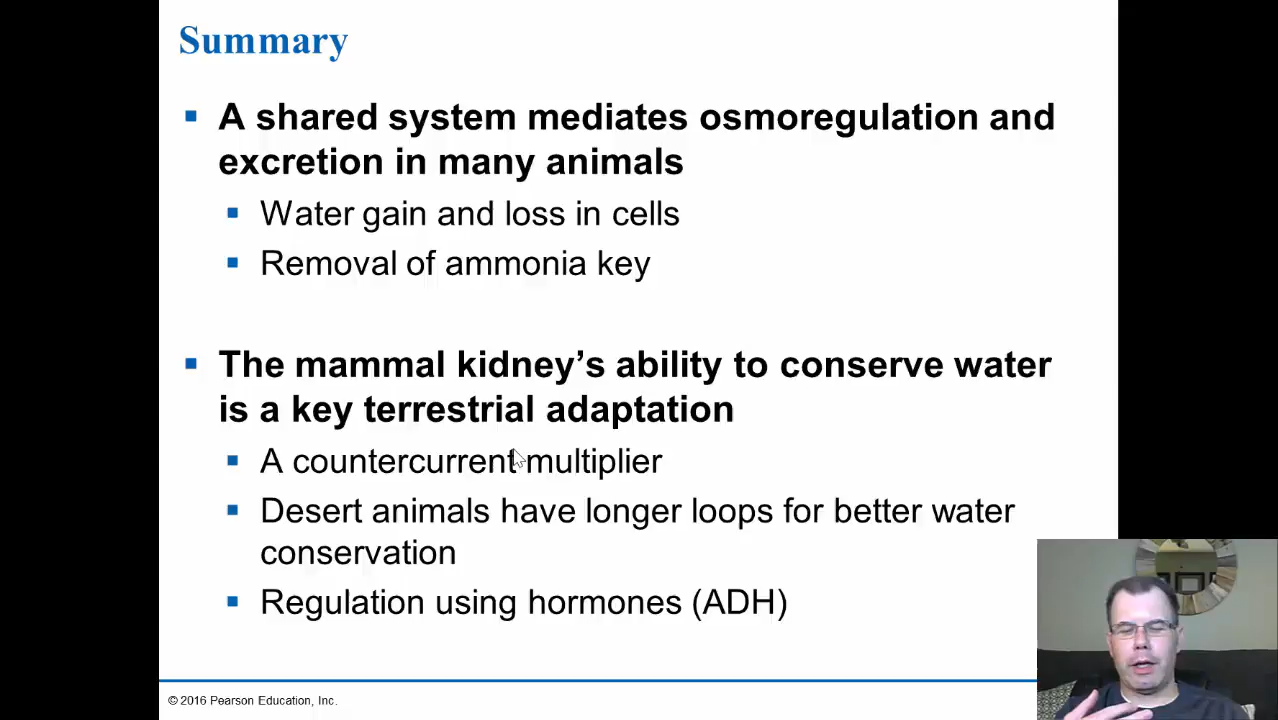 Summary
A shared system mediates osmoregulation and
excretion in many animals
Water gain and loss in cells
Removal of ammonia key
The mammal kidney’s ability to conserve water
is a key terrestrial adaptation
A countercurrent multiplier
Desert animals have longer loops for better water
conservation
Regulation using hormones (ADH)
© 2016 Pearson Education, Inc.